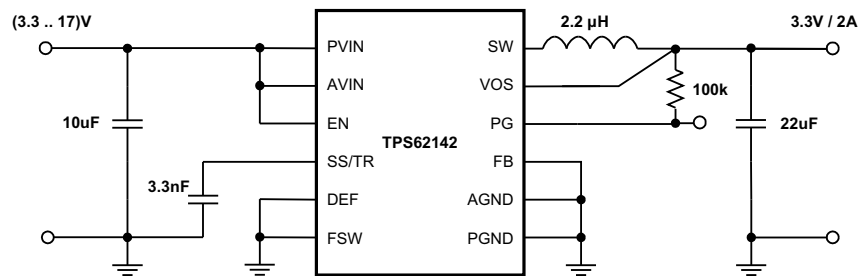 (3.3 .. 17)V
2.2 µH
3.3V / 2A
PVIN
SW
AVIN
VOS
100k
10uF
EN
PG
22uF
TPS62142
SS/TR
FB
3.3nF
DEF
AGND
FSW
PGND